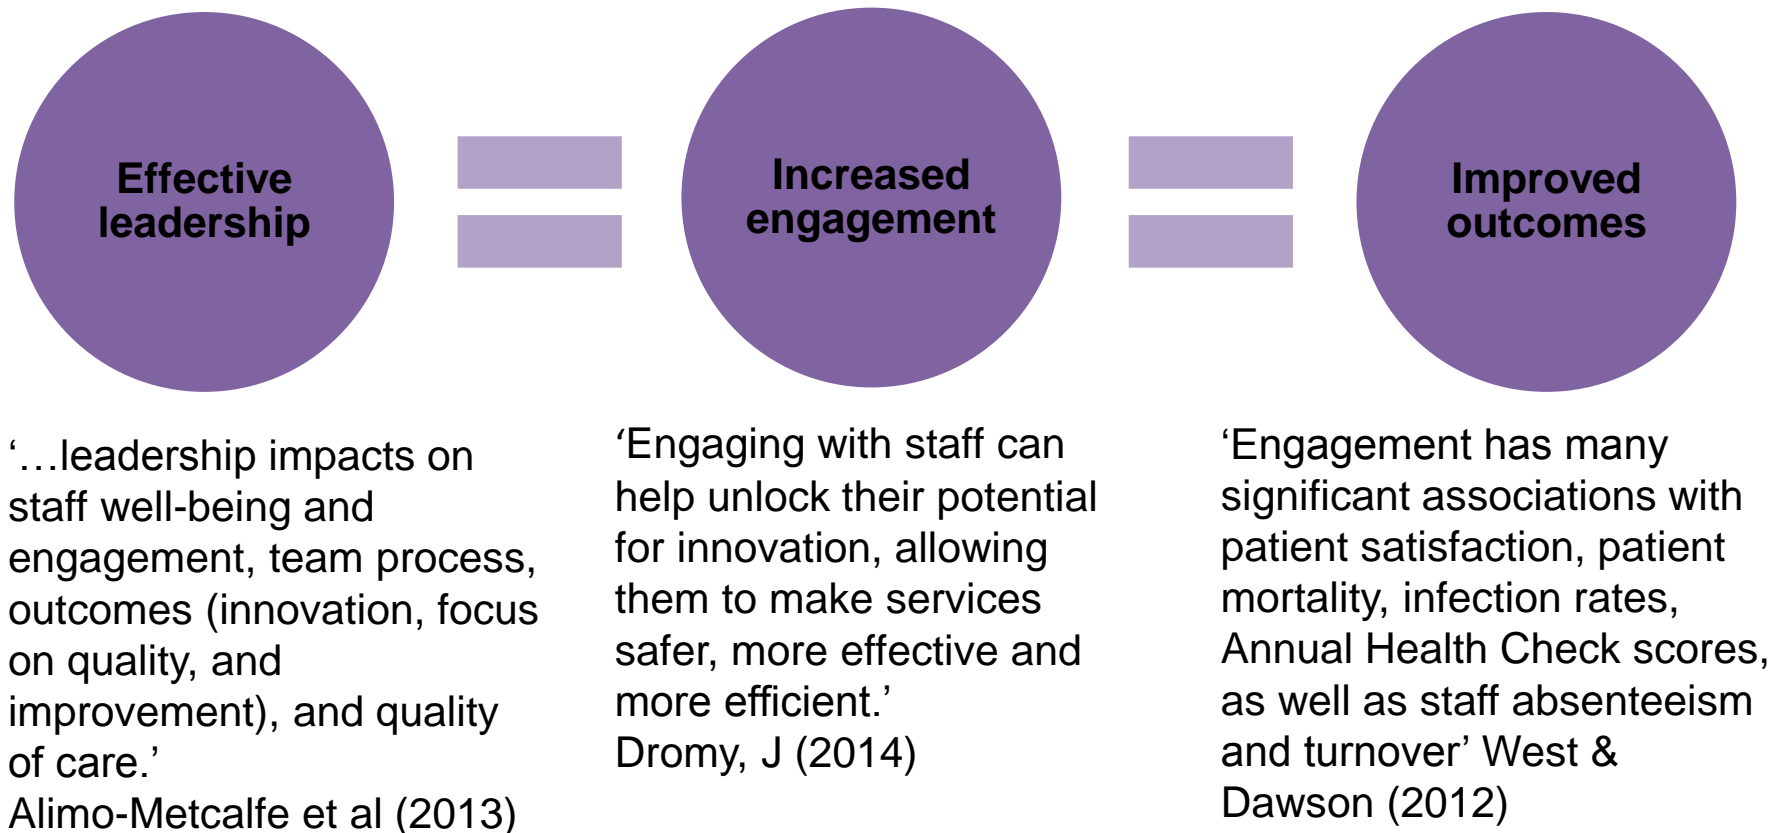 Effective
leadership
Increased
engagement
Improved
outcomes
‘…leadership impacts on
staff well-being and
engagement, team process,
outcomes (innovation, focus
on quality, and
improvement), and quality
of care.’
Alimo-Metcalfe et al (2013)
‘Engaging with staff can
help unlock their potential
for innovation, allowing
them to make services
safer, more effective and
more efficient.’
Dromy, J (2014)
‘Engagement has many
significant associations with
patient satisfaction, patient
mortality, infection rates,
Annual Health Check scores,
as well as staff absenteeism
and turnover’ West &
Dawson (2012)